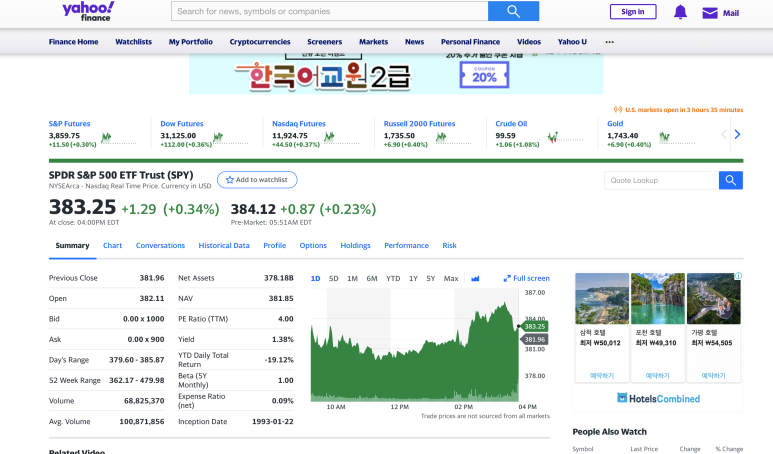 yahoo!
finance
Search for news, symbols or companies
Sign in
Mail
Finance Home Watchlists My Portfolio Cryptocurrencies Screeners Markets News Personal Finance Videos Yahoo U ...
한국어교원 2급
COUPON
20%
U.S. markets open in 3 hours 35 minutes
S&P Futures
3,859.75
+11.50 (+0.30%)
Dow Futures
31,125.00
+112.00 (+0.36%)
Nasdaq Futures
11,924.75
+44.50 (+0.37%)
Russell 2000 Futures
1,735.50
+6.90 (+0.40%)
Crude Oil
99.59
+1.06 (+1.08%)
Gold
1,743.40
+6.90 (+0.40%)
SPDR S&P 500 ETF Trust (SPY)
NYSEArca - Nasdaq Real Time Price. Currency in USD
Add to watchlist
Quote Lookup
383.25 +1.29 (+0.34%)
At close: 04:00PM EDT
384.12 +0.87 (+0.23%)
Pre-Market: 05:51AM EDT
Summary Chart Conversations Historical Data Profile Options Holdings Performance Risk
Previous Close 381.96
Open 382.11
Bid 0.00 x 1000
Ask 0.00 x 900
Day's Range 379.60 - 385.87
52 Week Range 362.17 - 479.98
Volume 68,825,370
Avg. Volume 100,871,856
Net Assets 378.18B
NAV 381.85
PE Ratio (TTM) 4.00
Yield 1.38%
YTD Daily Total
Return -19.12%
Beta (5Y
Monthly) 1.00
Expense Ratio
(net) 0.09%
Inception Date 1993-01-22
1D 5D 1M 6M YTD 1Y 5Y Max Full screen
387.00
384.00
383.25
381.96
381.00
378.00
10 AM 12 PM 02 PM 04 PM
Trade prices are not sourced from all markets
삼척 호텔
최저 ₩50,012
예약하기
포천 호텔
최저 ₩49,310
예약하기
가평 호텔
최저 ₩54,505
예약하기
HotelsCombined
People Also Watch
Symbol Last Price Change % Change
Related Video